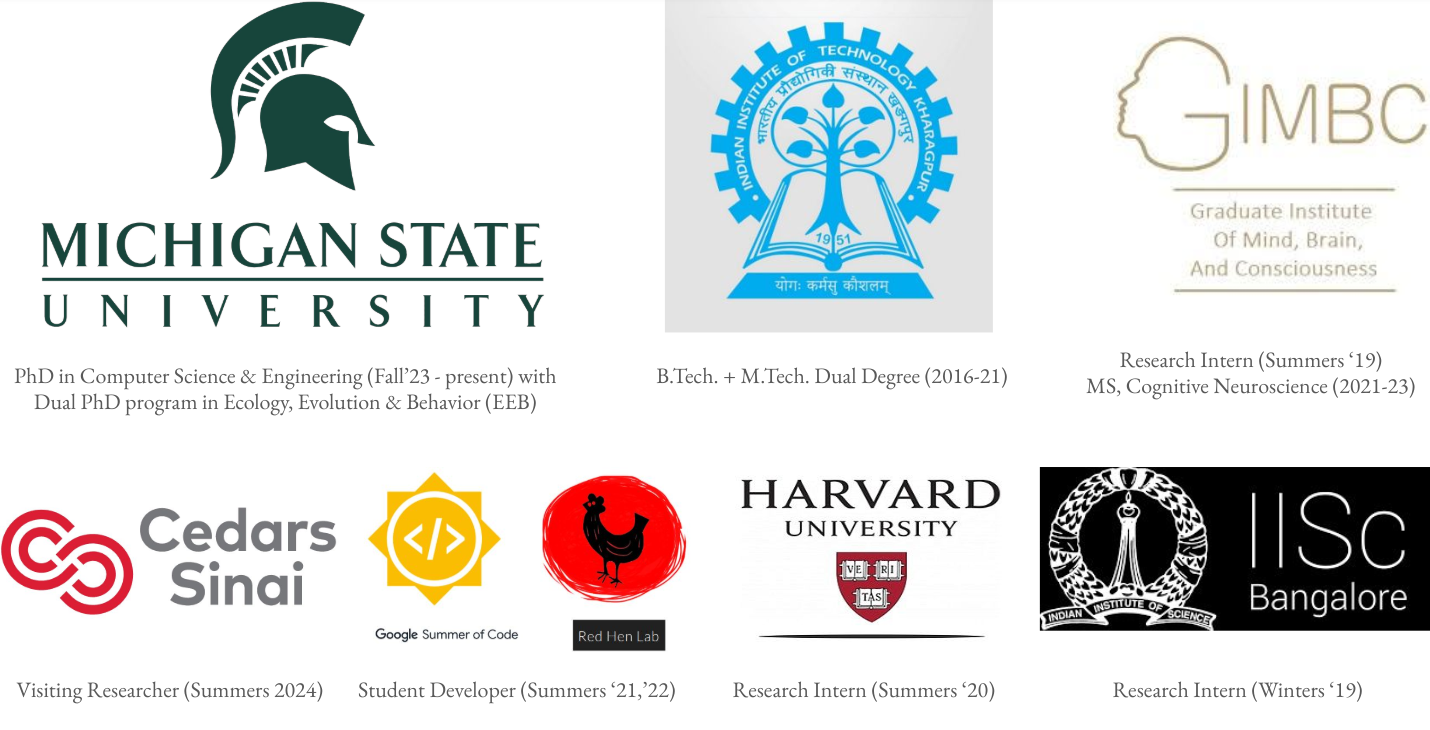 MICHIGAN STATE
UNIVERSITY
PhD in Computer Science & Engineering (Fall’23 - present) with
Dual PhD program in Ecology, Evolution & Behavior (EEB)
INDIAN INSTITUTE OF TECHNOLOGY KHARAGPUR
भारतीय प्रौद्योगिकी संस्थान खड़गपुर
1951
योगः कर्मसु कौशलम्
B.Tech. + M.Tech. Dual Degree (2016-21)
GIMBC
Graduate Institute
Of Mind, Brain,
And Consciousness
Research Intern (Summers ‘19)
MS, Cognitive Neuroscience (2021-23)
Cedars
Sinai
Visiting Researcher (Summers 2024)
</>
Google Summer of Code
Red Hen Lab
Student Developer (Summers ‘21,’22)
HARVARD
UNIVERSITY
VE RI
TAS
Research Intern (Summers ‘20)
INDIAN INSTITUTE OF SCIENCE
IISc
Bangalore
Research Intern (Winters ‘19)